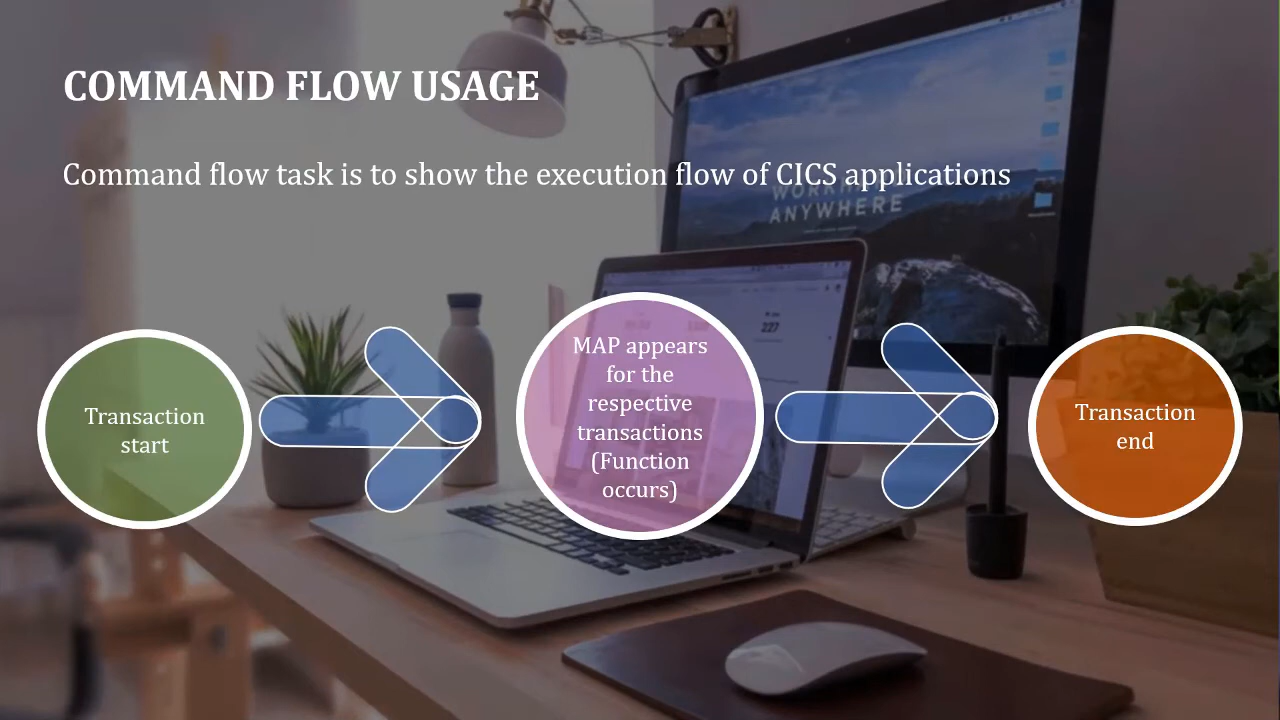 COMMAND FLOW USAGE
Command flow task is to show the execution flow of CICS applications
ANYWHERE
227
Transaction
start
MAP appears
for the
respective
transactions
(Function
occurs)
Transaction
end